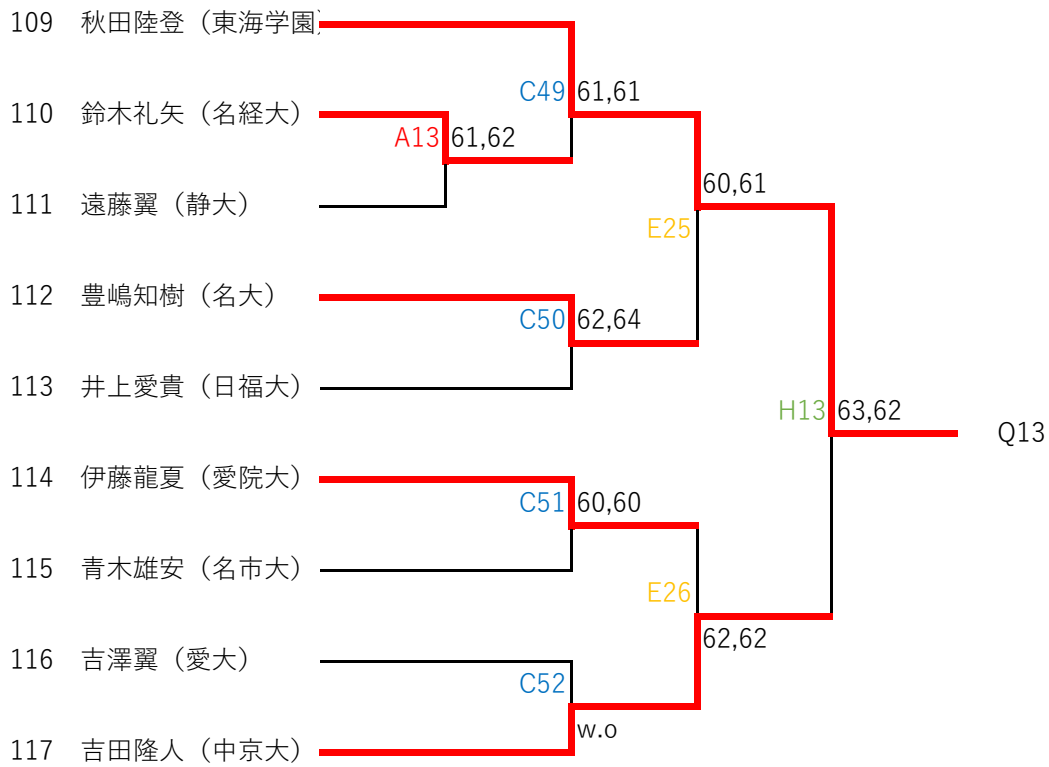 109 秋田陸登（東海学園）
C49 61,61
110 鈴木礼矢（名経大）
A13 61,62
60,61
111 遠藤翼（静大）
E25
112 豊嶋知樹（名大）
C50 62,64
113 井上愛貴（日福大）
H13 63,62
Q13
114 伊藤龍夏（愛院大）
C51 60,60
115 青木雄安（名市大）
E26
62,62
116 吉澤翼（愛大）
C52
w.o
117 吉田隆人（中京大）